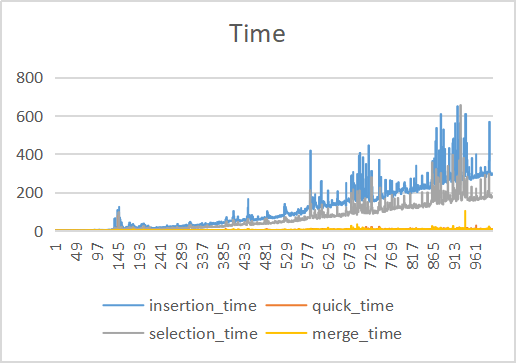 Time
800
600
400
200
0
1 49 97 145 193 241 289 337 385 433 481 529 577 625 673 721 769 817 865 913 961
insertion_time quick_time
selection_time merge_time